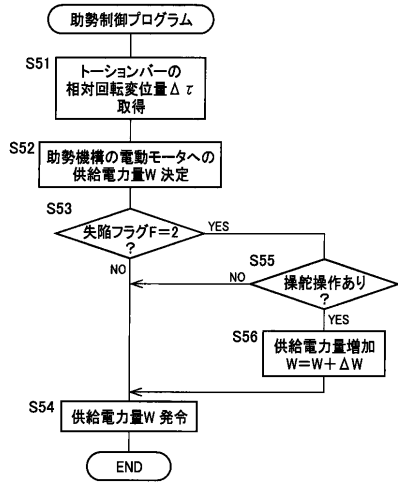 助勢制御プログラム
S51
トーションバーの
相対回転変位量Δτ
取得
S52
助勢機構の電動モータへの
供給電力量W 決定
S53
失陥フラグF=2
?
YES
NO
S55
操舵操作あり
?
NO
YES
S56
供給電力量増加
W=W+ΔW
S54
供給電力量W 発令
END